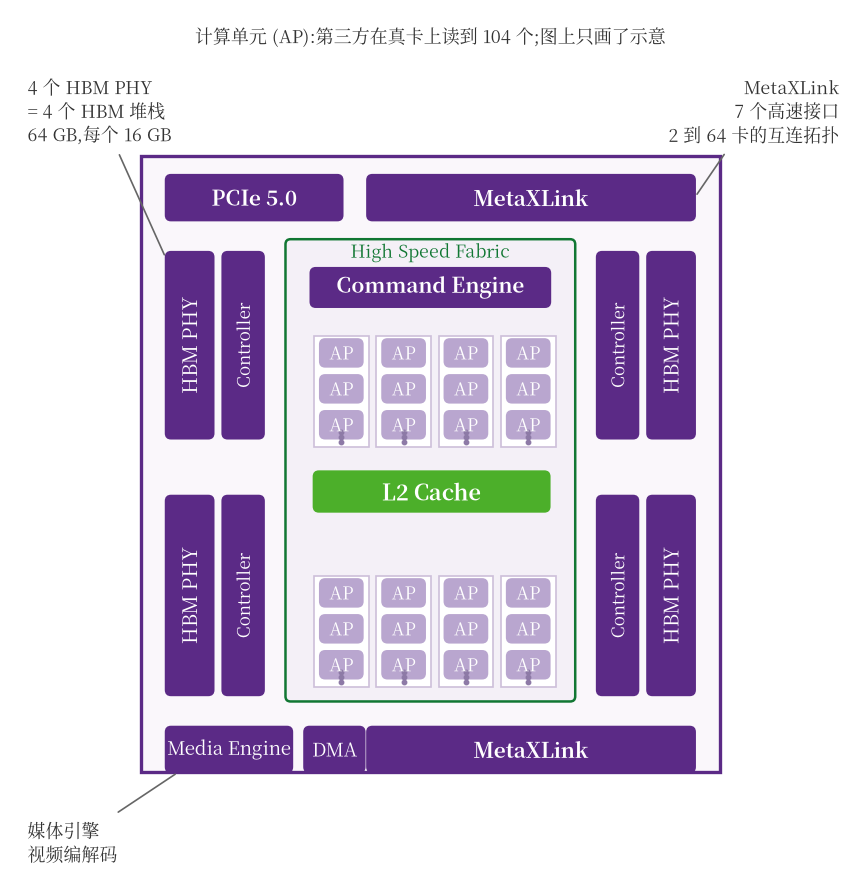 计算单元 (AP):第三方在真卡上读到 104 个;图上只画了示意
4 个 HBM PHY
= 4 个 HBM 堆栈
64 GB,每个 16 GB
MetaXLink
7 个高速接口
2 到 64 卡的互连拓扑
PCIe 5.0
MetaXLink
High Speed Fabric
Command Engine
HBM PHY
Controller
Controller
HBM PHY
AP AP AP AP
AP AP AP AP
AP AP AP AP
L2 Cache
HBM PHY
Controller
Controller
HBM PHY
AP AP AP AP
AP AP AP AP
AP AP AP AP
Media Engine
DMA
MetaXLink
媒体引擎
视频编解码